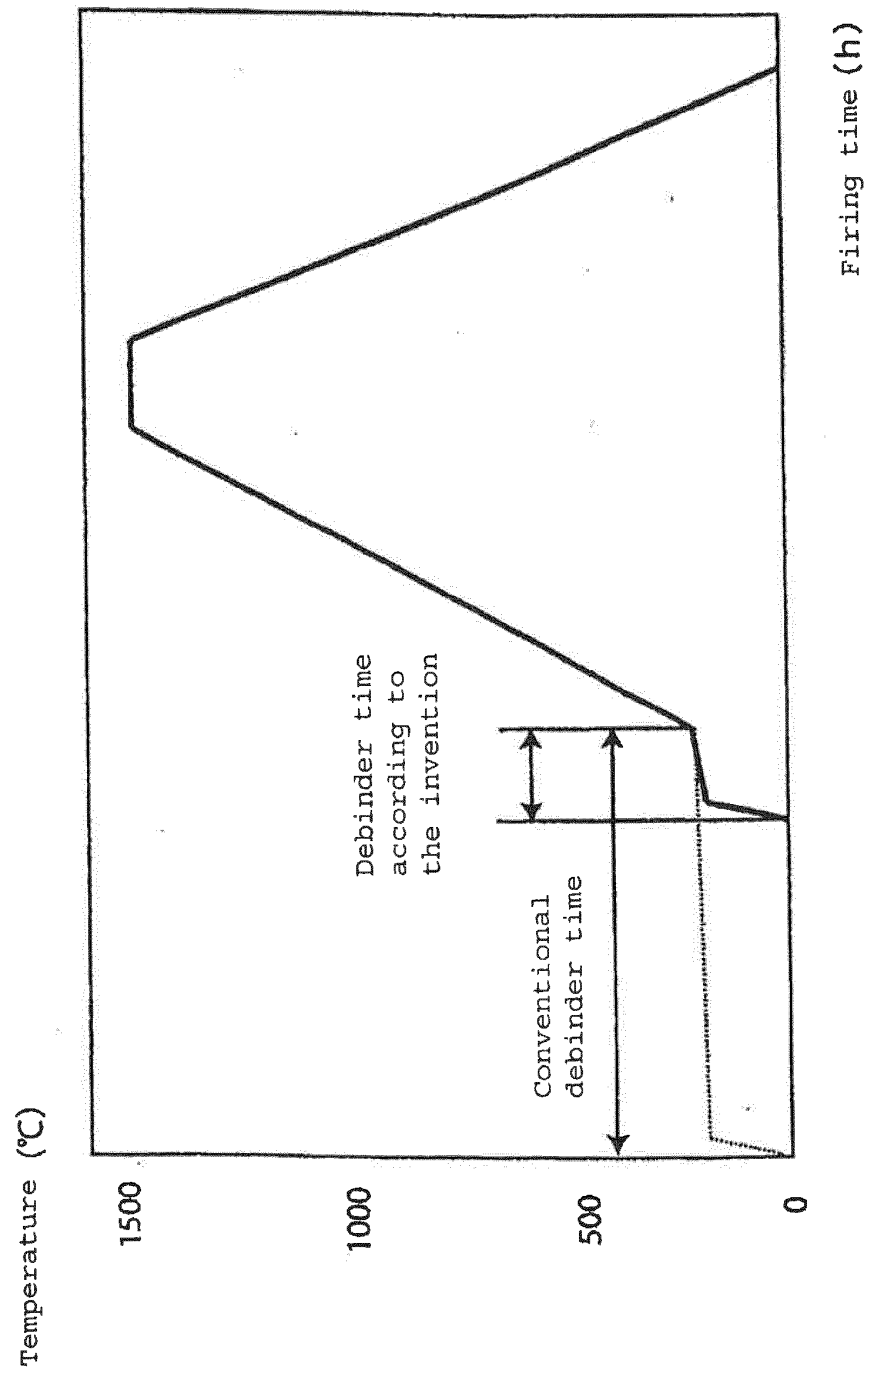 Temperature (℃)
1500
1000
500
0
Debinder time
according to
the invention
Conventional
debinder time
Firing time (h)